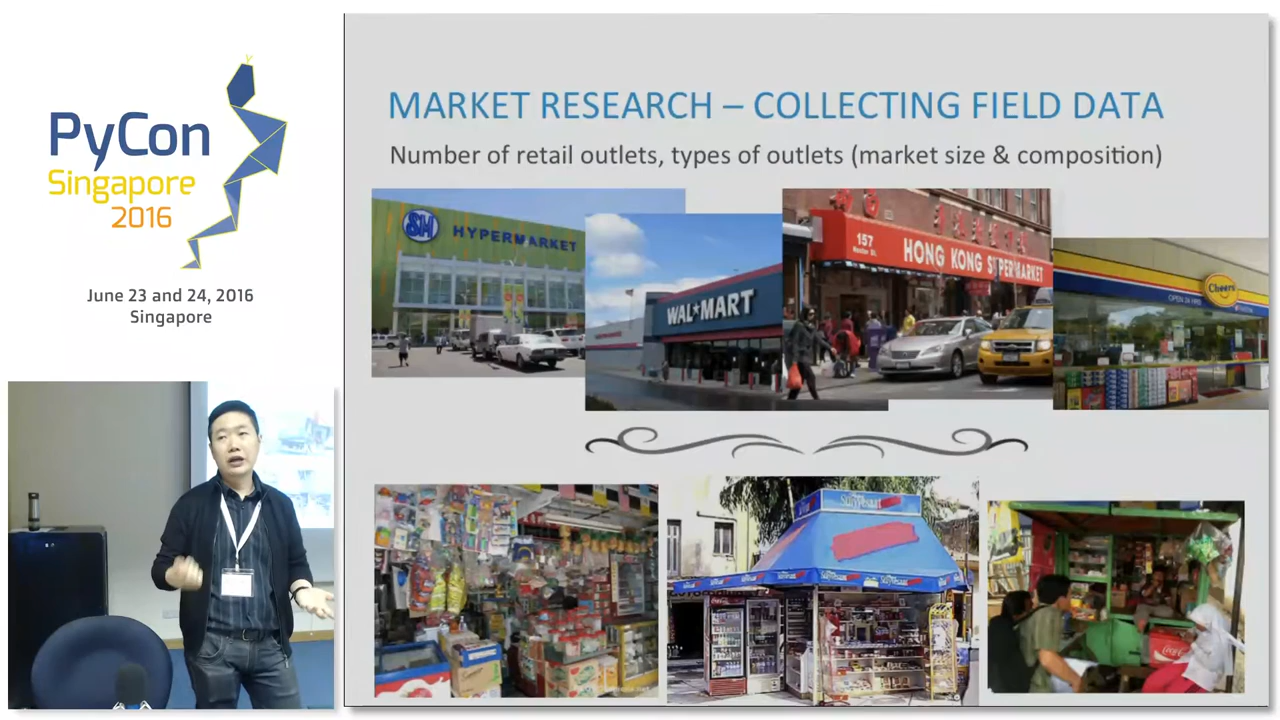 PyCon
Singapore
2016
June 23 and 24, 2016
Singapore
MARKET RESEARCH – COLLECTING FIELD DATA
Number of retail outlets, types of outlets (market size & composition)
SM HYPERMARKET
WAL★MART
157
HONG KONG SUPERMARKET
Cheers
OPEN 24 HRS